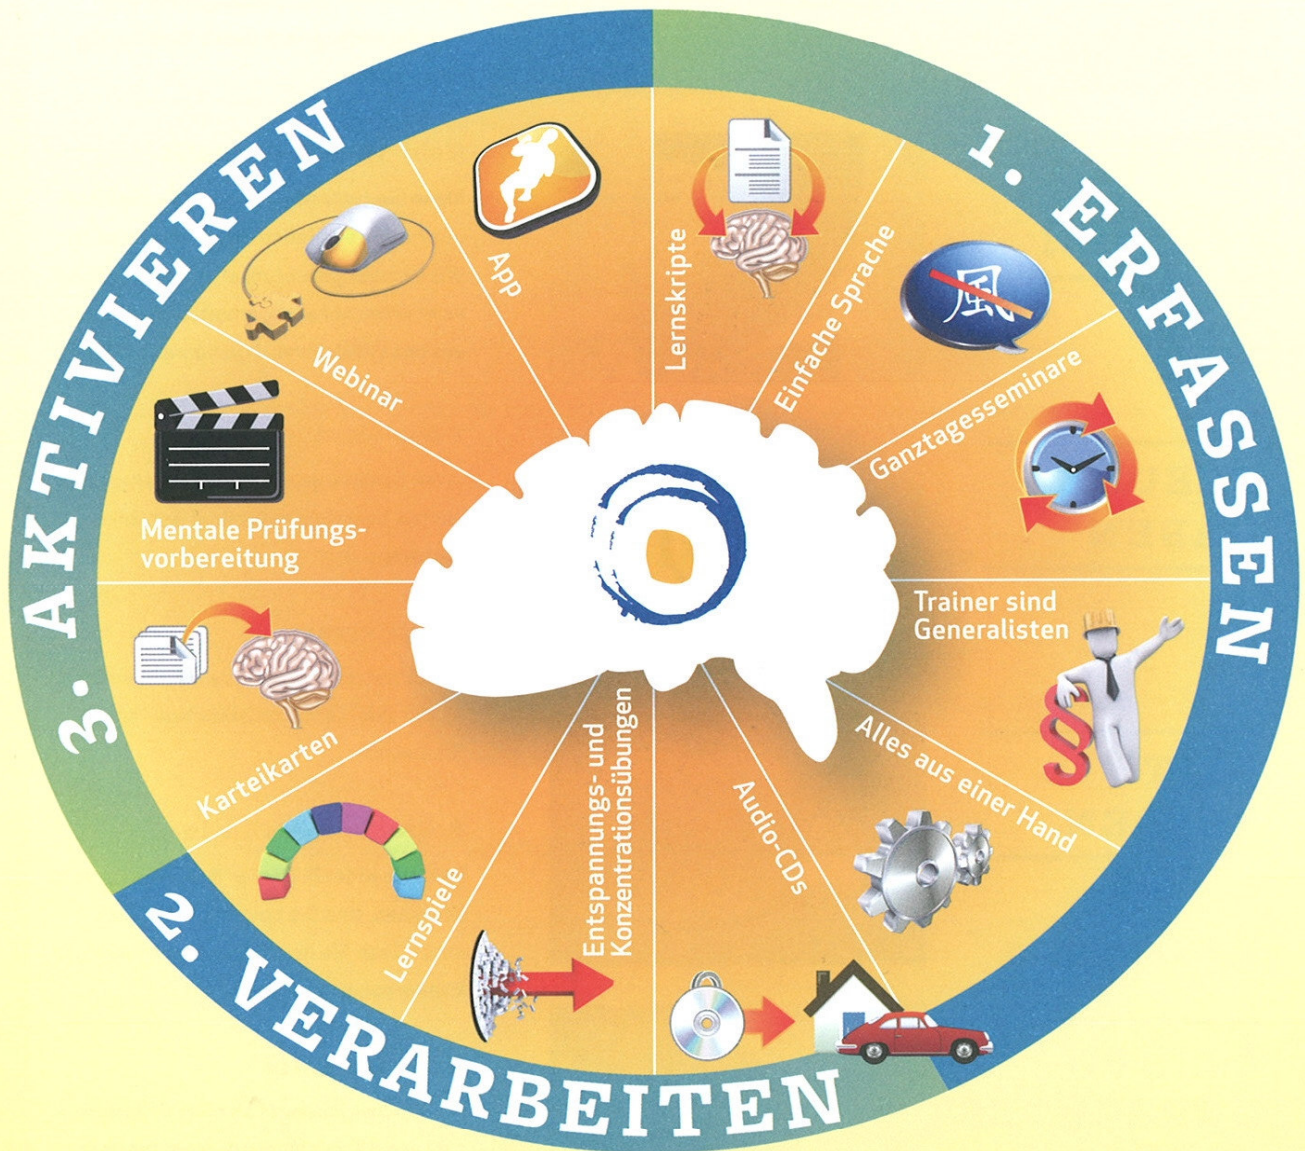 1. ERFASSEN
Lernskripte
Einfache Sprache
風
Ganztagesseminare
Trainer sind
Generalisten
§
Alles aus einer Hand
2. VERARBEITEN
Audio-CDs
Entspannungs- und
Konzentrationsübungen
Lernspiele
3. AKTIVIEREN
Karteikarten
Mentale Prüfungs-
vorbereitung
Webinar
App